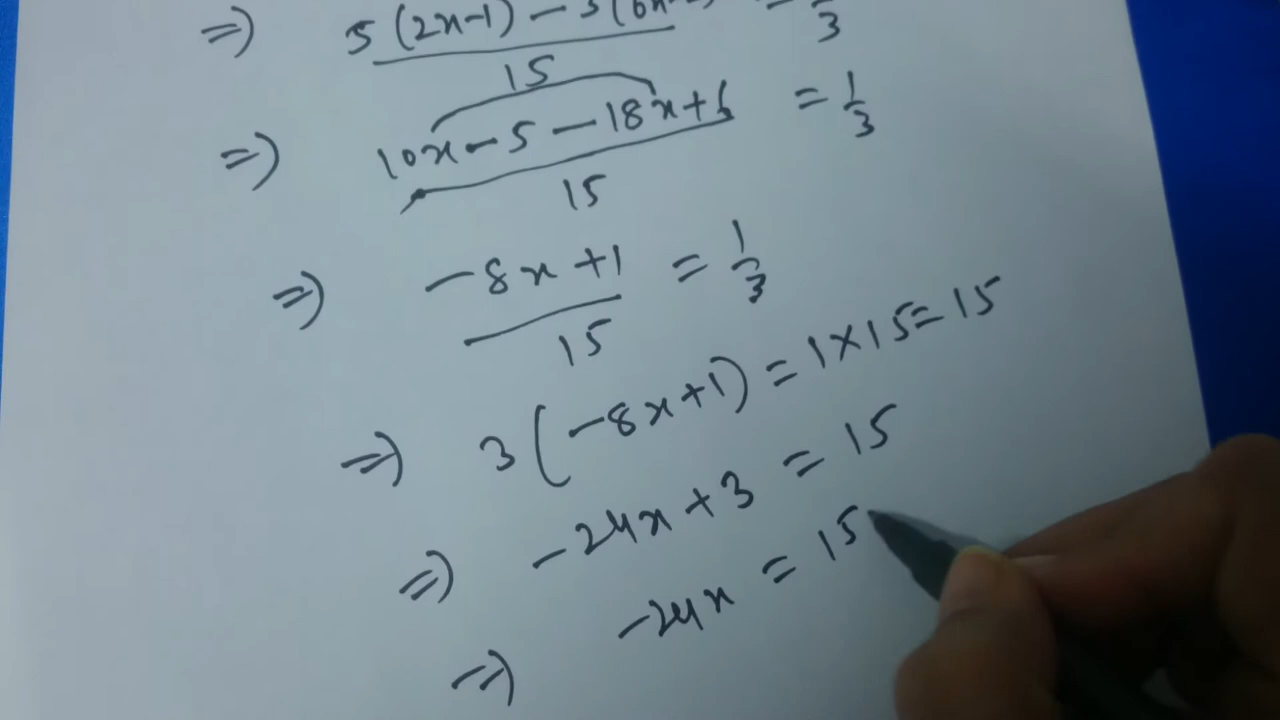 => 5(2x-1) - 3(6x- / 15 = 1/3
=> 10x-5-18x+6 / 15 = 1/3
=> -8x+1 / 15 = 1/3
=> 3(-8x+1) = 1×15=15
=> -24x+3 = 15
=> -24x = 15